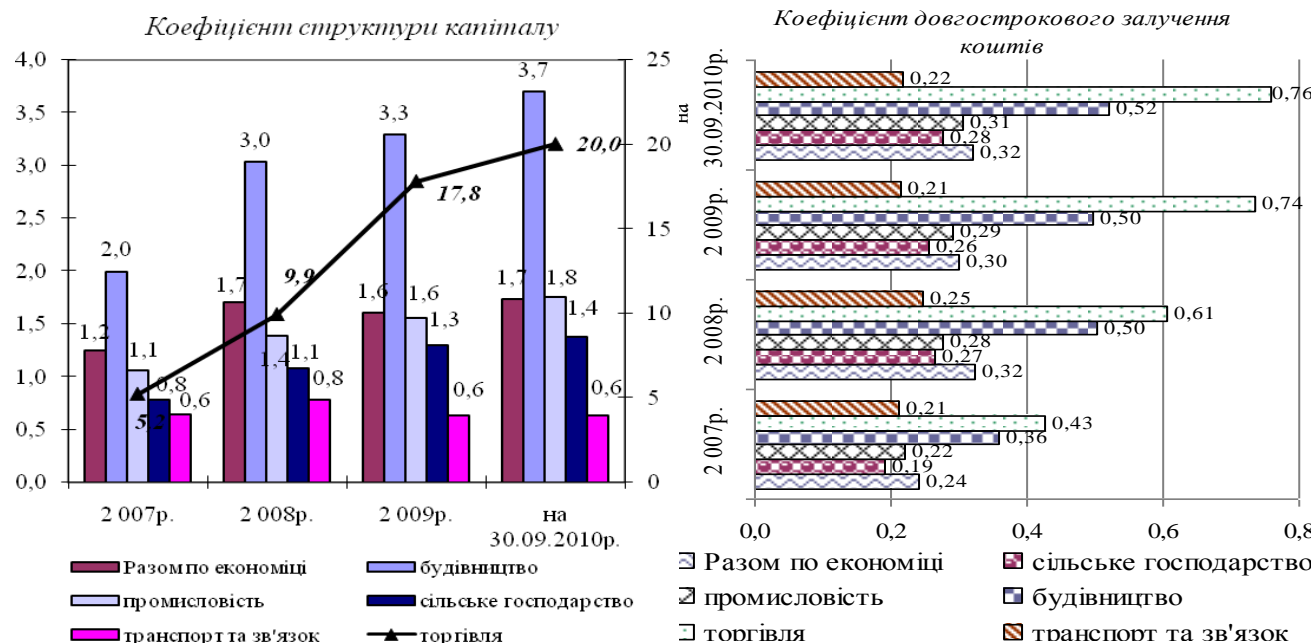 Коефіцієнт структури капіталу
4,0
3,5
3,0
2,5
2,0
1,5
1,0
0,5
0,0
25
20
15
10
5
0
1,2
2,0
1,1
0,8
0,6
5,2
1,7
3,0
1,4
1,1
0,8
9,9
1,6
3,3
1,6
1,3
0,6
17,8
1,7
3,7
1,8
1,4
0,6
20,0
2 007р.
2 008р.
2 009р.
на
30.09.2010р.
Разом по економіці
будівництво
промисловість
сільське господарство
транспорт та зв'язок
торгівля
Коефіцієнт довгострокового залучення
коштів
на
30.09.2010р.
0,22
0,76
0,52
0,31
0,28
0,32
2 009р.
0,21
0,74
0,50
0,29
0,26
0,30
2 008р.
0,25
0,61
0,50
0,28
0,27
0,32
2 007р.
0,21
0,43
0,36
0,22
0,19
0,24
0,0
0,2
0,4
0,6
0,8
Разом по економіці
сільське господарство
промисловість
будівництво
торгівля
транспорт та зв'язок